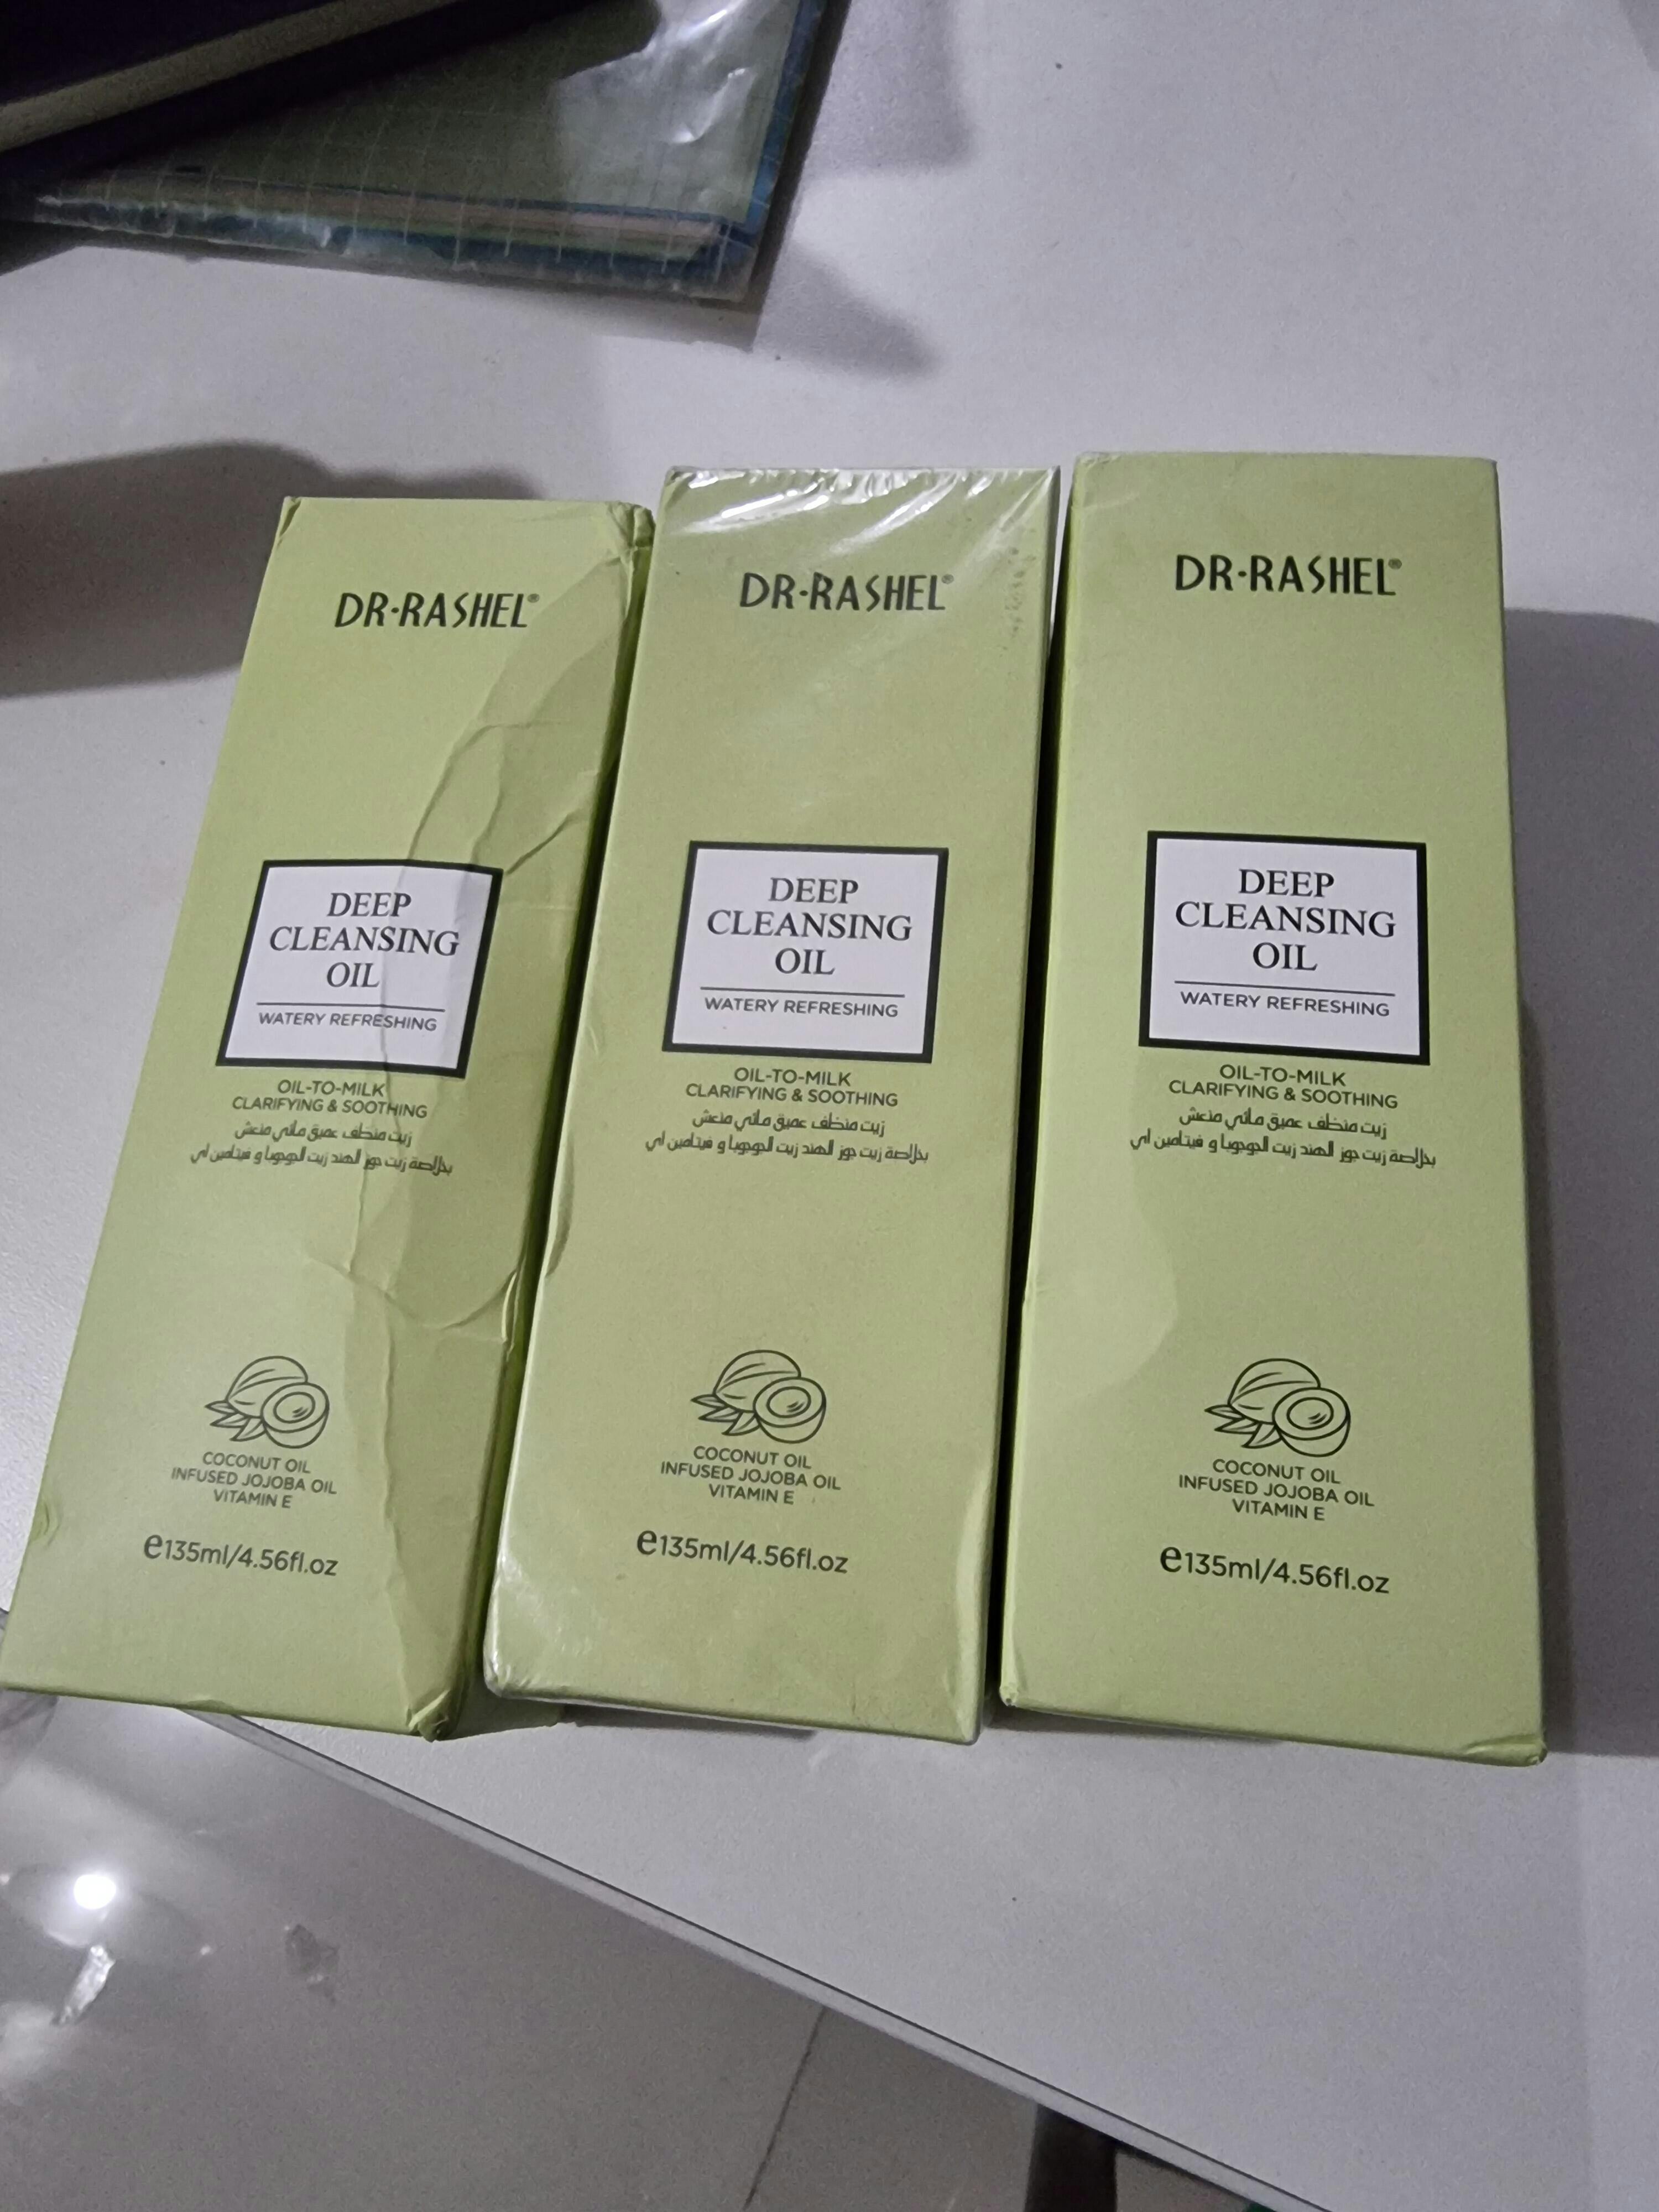 DR·RASHEL®
DEEP
CLEANSING
OIL
WATERY REFRESHING
OIL-TO-MILK
CLARIFYING & SOOTHING
زيت منظف عميق مائي منعش
بخلاصة زيت جوز الهند زيت الجوجوبا و فيتامين اي
COCONUT OIL
INFUSED JOJOBA OIL
VITAMIN E
e135ml/4.56fl.oz
DR·RASHEL®
DEEP
CLEANSING
OIL
WATERY REFRESHING
OIL-TO-MILK
CLARIFYING & SOOTHING
زيت منظف عميق مائي منعش
بخلاصة زيت جوز الهند زيت الجوجوبا و فيتامين اي
COCONUT OIL
INFUSED JOJOBA OIL
VITAMIN E
e135ml/4.56fl.oz
DR·RASHEL®
DEEP
CLEANSING
OIL
WATERY REFRESHING
OIL-TO-MILK
CLARIFYING & SOOTHING
زيت منظف عميق مائي منعش
بخلاصة زيت جوز الهند زيت الجوجوبا و فيتامين اي
COCONUT OIL
INFUSED JOJOBA OIL
VITAMIN E
e135ml/4.56fl.oz